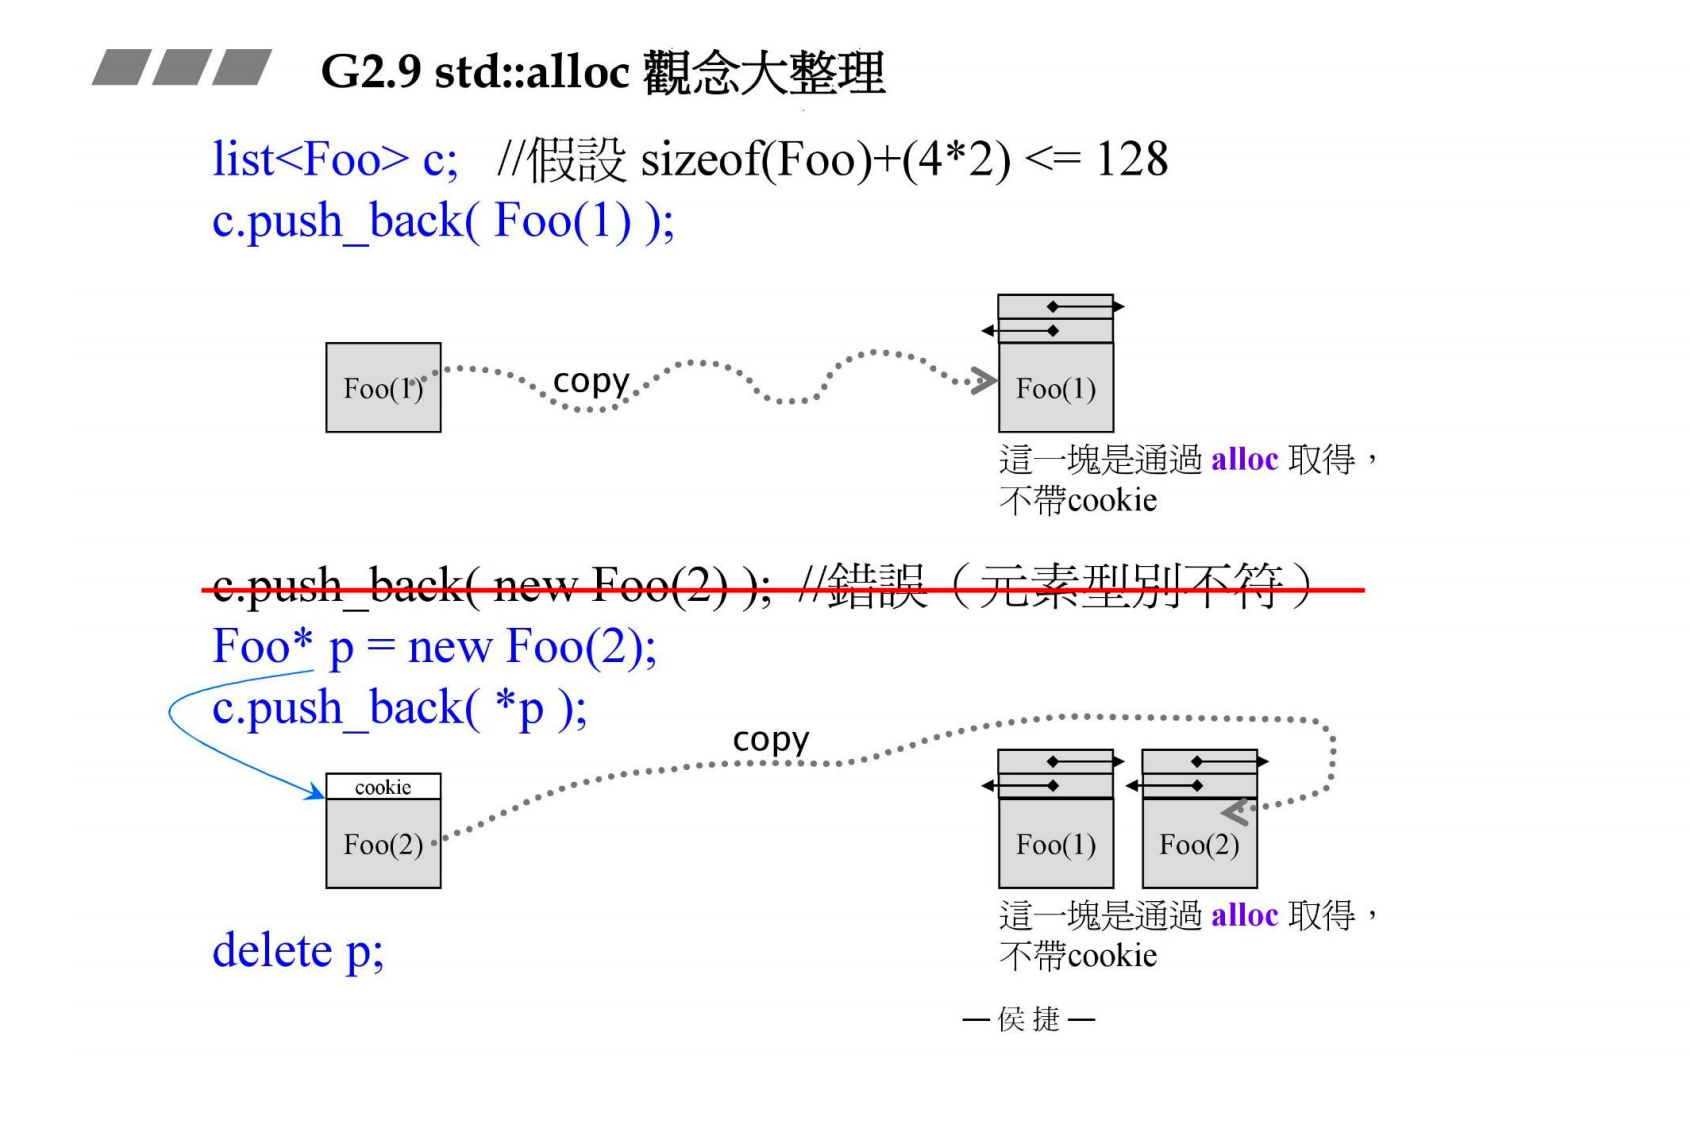 G2.9 std::alloc 觀念大整理
list<Foo> c; //假設 sizeof(Foo)+(4*2) <= 128
c.push_back( Foo(1) );
Foo(1)
copy
Foo(1)
這一塊是通過 alloc 取得，
不帶cookie
c.push_back( new Foo(2) ); //錯誤（元素型別不符）
Foo* p = new Foo(2);
c.push_back( *p );
copy
cookie
Foo(2)
Foo(1)
Foo(2)
這一塊是通過 alloc 取得，
不帶cookie
delete p;
—侯捷—